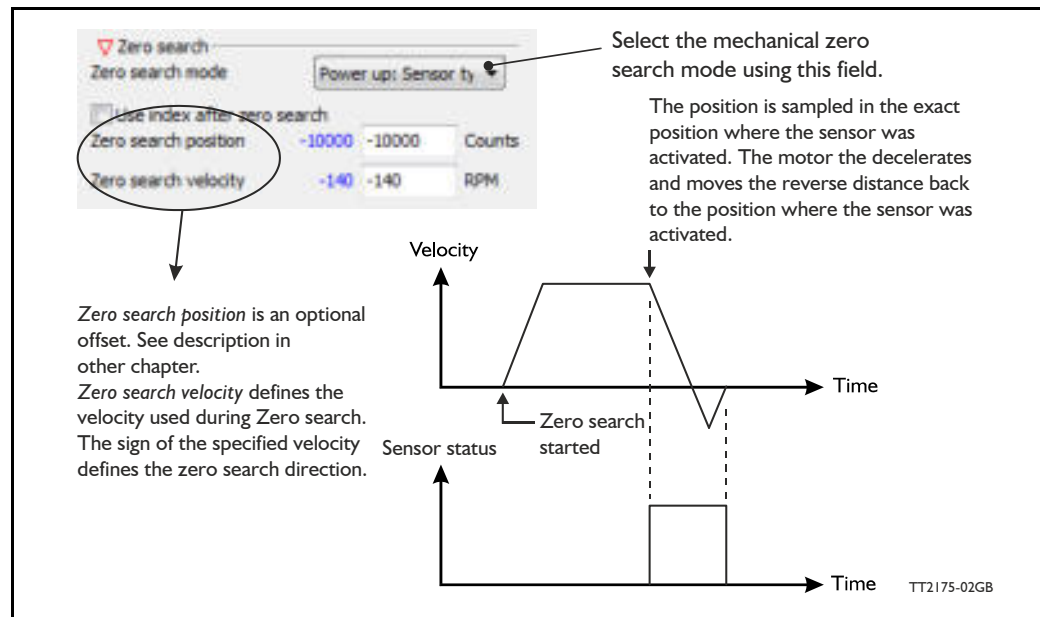 Zero search
Zero search mode
Power up: Sensor ty
Use index after zero search
Zero search position
-10000
-10000
Counts
Zero search velocity
-140
-140
RPM
Select the mechanical zero
search mode using this field.
The position is sampled in the exact
position where the sensor was
activated. The motor the decelerates
and moves the reverse distance back
to the position where the sensor was
activated.
Zero search position is an optional
offset. See description in
other chapter.
Zero search velocity defines the
velocity used during Zero search.
The sign of the specified velocity
defines the zero search direction.
Velocity
Time
Zero search
started
Sensor status
Time
TT2175-02GB